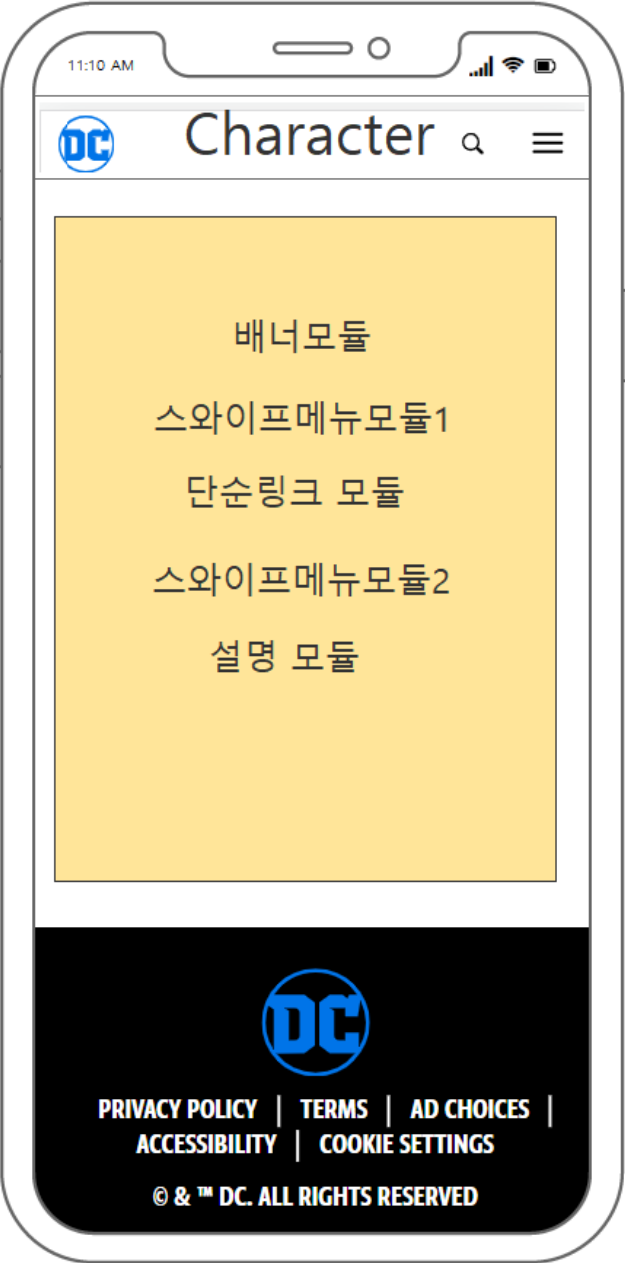 11:10 AM
DC Character
배너모듈
스와이프메뉴모듈1
단순링크 모듈
스와이프메뉴모듈2
설명 모듈
DC
PRIVACY POLICY | TERMS | AD CHOICES |
ACCESSIBILITY | COOKIE SETTINGS
© & ™ DC. ALL RIGHTS RESERVED